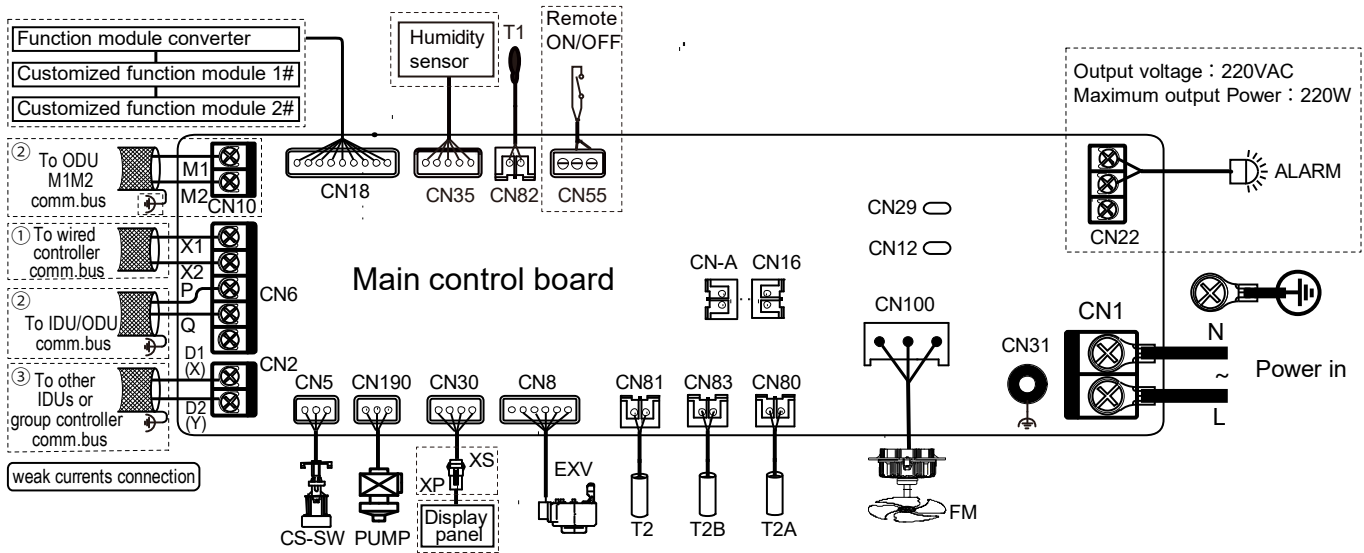 Function module converter
Customized function module 1#
Customized function module 2#
Humidity
sensor
T1
Remote
ON/OFF
Output voltage：220VAC
Maximum output Power：220W
② To ODU
M1M2
comm.bus
M1
M2
CN10
CN18
CN35
CN82
CN55
ALARM
CN22
① To wired
controller
comm.bus
X1
X2
P
Q
CN6
② To IDU/ODU
comm.bus
③ To other
IDUs or
group controller
comm.bus
D1
(X)
D2
(Y)
CN2
weak currents connection
Main control board
CN29
CN12
CN-A
CN16
CN100
CN31
CN1
N
~
L
Power in
CN5
CN190
CN30
CN8
CN81
CN83
CN80
XS
XP
Display
panel
CS-SW
PUMP
EXV
T2
T2B
T2A
FM